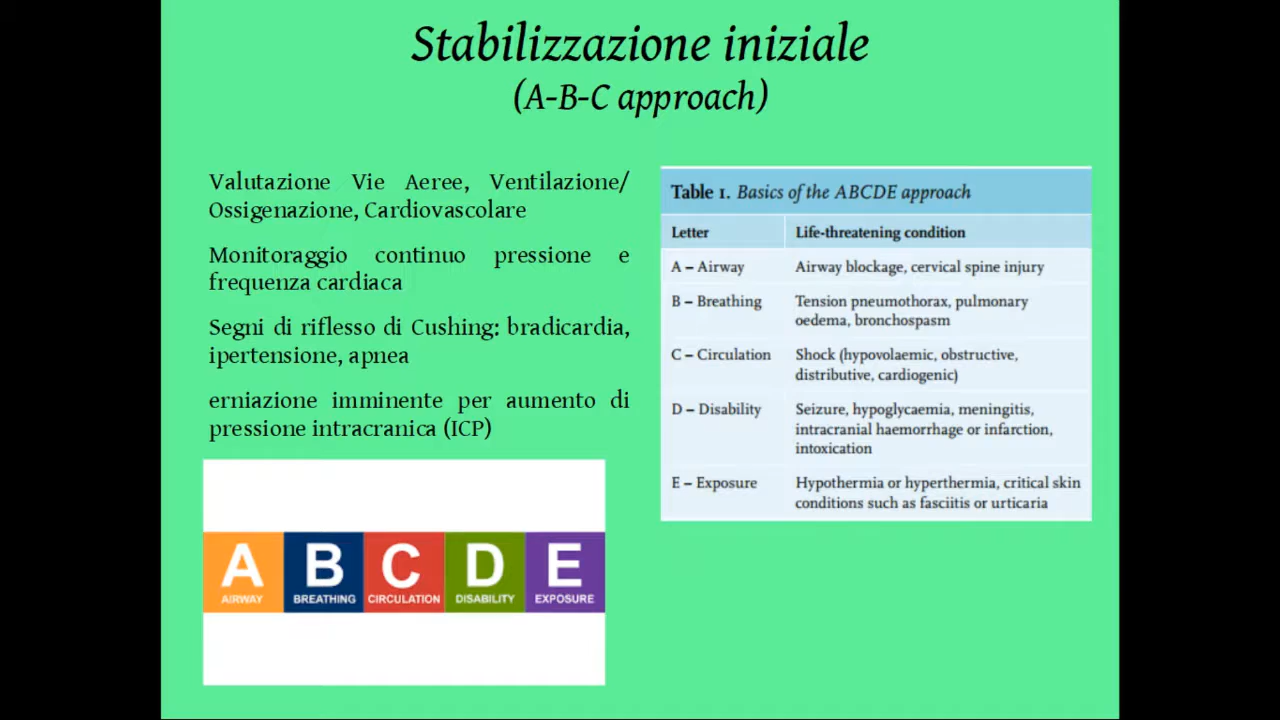 Stabilizzazione iniziale
(A-B-C approach)
Valutazione Vie Aeree, Ventilazione/
Ossigenazione, Cardiovascolare
Monitoraggio continuo pressione e
frequenza cardiaca
Segni di riflesso di Cushing: bradicardia,
ipertensione, apnea
erniazione imminente per aumento di
pressione intracranica (ICP)
A B C D E
AIRWAY BREATHING CIRCULATION DISABILITY EXPOSURE
Table 1. Basics of the ABCDE approach
Letter Life-threatening condition
A – Airway Airway blockage, cervical spine injury
B – Breathing Tension pneumothorax, pulmonary
oedema, bronchospasm
C – Circulation Shock (hypovolaemic, obstructive,
distributive, cardiogenic)
D – Disability Seizure, hypoglycaemia, meningitis,
intracranial haemorrhage or infarction,
intoxication
E – Exposure Hypothermia or hyperthermia, critical skin
conditions such as fasciitis or urticaria